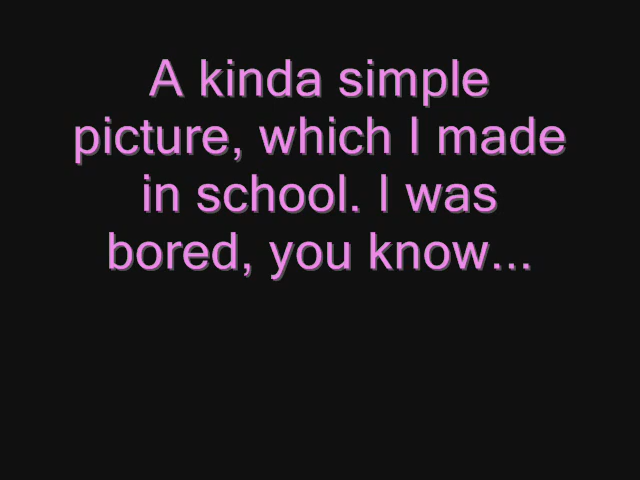 A kinda simple
picture, which I made
in school. I was
bored, you know...